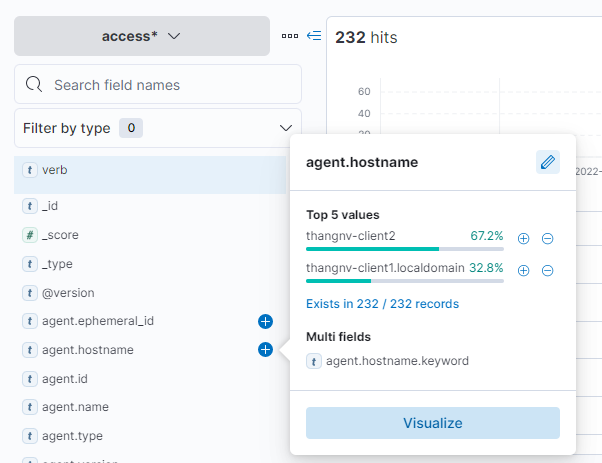 access*
232 hits
Search field names
60
40
20
Filter by type 0
2022-
agent.hostname
t verb
Top 5 values
t _id
thangnv-client2 67.2%
# _score
t _type
thangnv-client1.localdomain 32.8%
t @version
Exists in 232 / 232 records
t agent.ephemeral_id
Multi fields
t agent.hostname
t agent.hostname.keyword
t agent.id
t agent.name
Visualize
t agent.type
agent.version